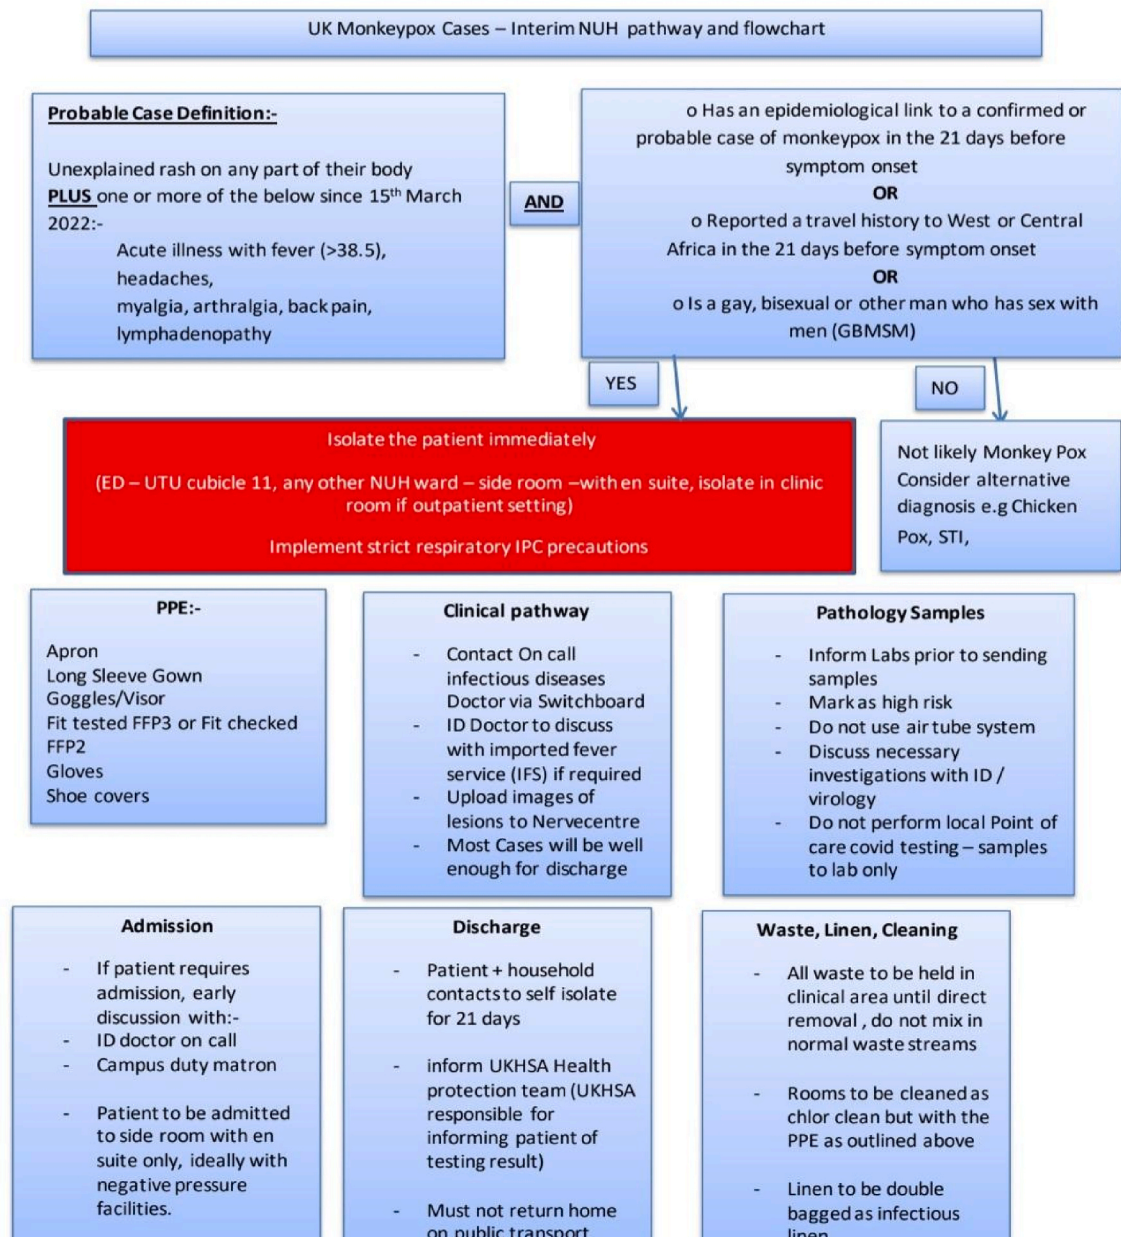 UK Monkeypox Cases – Interim NUH pathway and flowchart
Probable Case Definition:-
Unexplained rash on any part of their body
PLUS one or more of the below since 15th March
2022:-
Acute illness with fever (>38.5),
headaches,
myalgia, arthralgia, back pain,
lymphadenopathy
AND
o Has an epidemiological link to a confirmed or
probable case of monkeypox in the 21 days before
symptom onset
OR
o Reported a travel history to West or Central
Africa in the 21 days before symptom onset
OR
o Is a gay, bisexual or other man who has sex with
men (GBMSM)
YES
NO
Isolate the patient immediately
(ED – UTU cubicle 11, any other NUH ward – side room –with en suite, isolate in clinic
room if outpatient setting)
Implement strict respiratory IPC precautions
Not likely Monkey Pox
Consider alternative
diagnosis e.g Chicken
Pox, STI,
PPE:-
Apron
Long Sleeve Gown
Goggles/Visor
Fit tested FFP3 or Fit checked
FFP2
Gloves
Shoe covers
Clinical pathway
- Contact On call
infectious diseases
Doctor via Switchboard
- ID Doctor to discuss
with imported fever
service (IFS) if required
- Upload images of
lesions to Nervecentre
- Most Cases will be well
enough for discharge
Pathology Samples
- Inform Labs prior to sending
samples
- Mark as high risk
- Do not use air tube system
- Discuss necessary
investigations with ID /
virology
- Do not perform local Point of
care covid testing – samples
to lab only
Admission
- If patient requires
admission, early
discussion with:-
- ID doctor on call
- Campus duty matron
- Patient to be admitted
to side room with en
suite only, ideally with
negative pressure
facilities.
Discharge
- Patient + household
contacts to self isolate
for 21 days
- inform UKHSA Health
protection team (UKHSA
responsible for
informing patient of
testing result)
- Must not return home
on public transport
Waste, Linen, Cleaning
- All waste to be held in
clinical area until direct
removal , do not mix in
normal waste streams
- Rooms to be cleaned as
chlor clean but with the
PPE as outlined above
- Linen to be double
bagged as infectious
linen